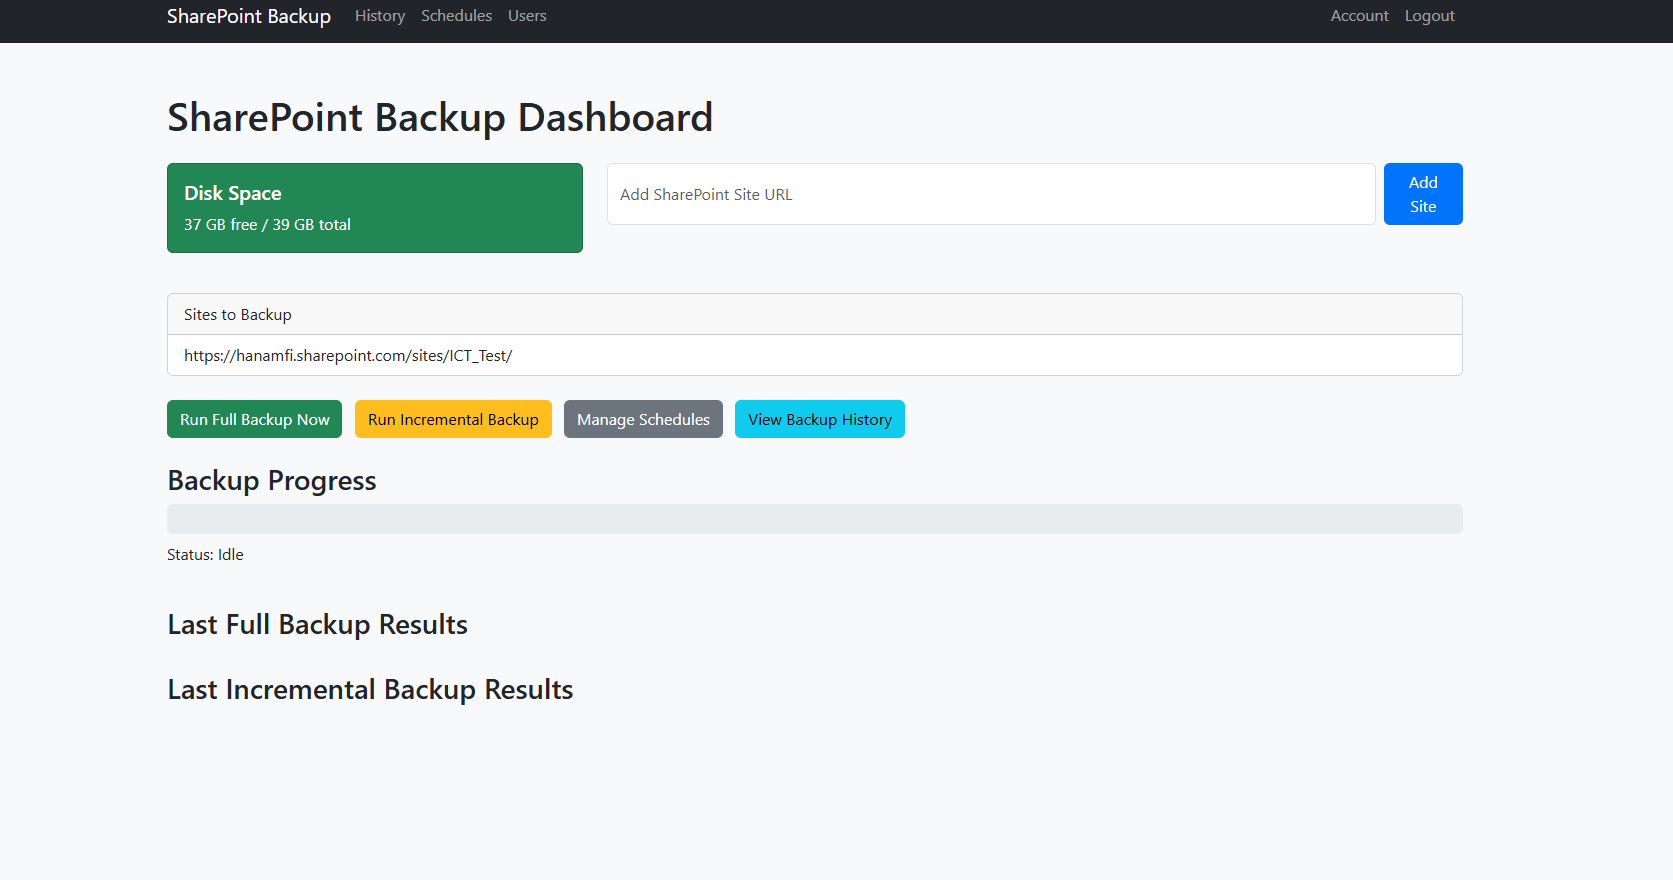 SharePoint Backup History Schedules Users Account Logout
SharePoint Backup Dashboard
Disk Space
37 GB free / 39 GB total
Add SharePoint Site URL
Add
Site
Sites to Backup
https://hanamfi.sharepoint.com/sites/ICT_Test/
Run Full Backup Now Run Incremental Backup Manage Schedules View Backup History
Backup Progress
Status: Idle
Last Full Backup Results
Last Incremental Backup Results